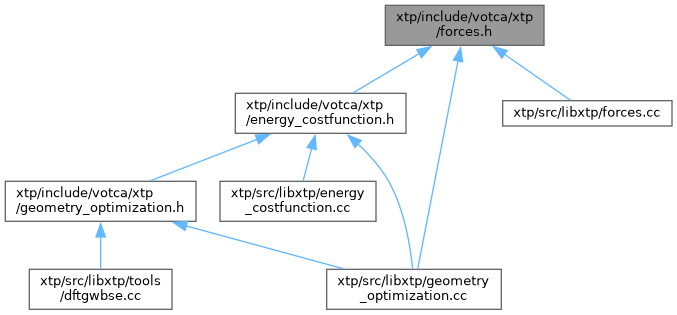 xtp/include/votca/xtp
/forces.h
xtp/include/votca/xtp
/energy_costfunction.h
xtp/src/libxtp/forces.cc
xtp/include/votca/xtp
/geometry_optimization.h
xtp/src/libxtp/energy
_costfunction.cc
xtp/src/libxtp/tools
/dftgwbse.cc
xtp/src/libxtp/geometry
_optimization.cc